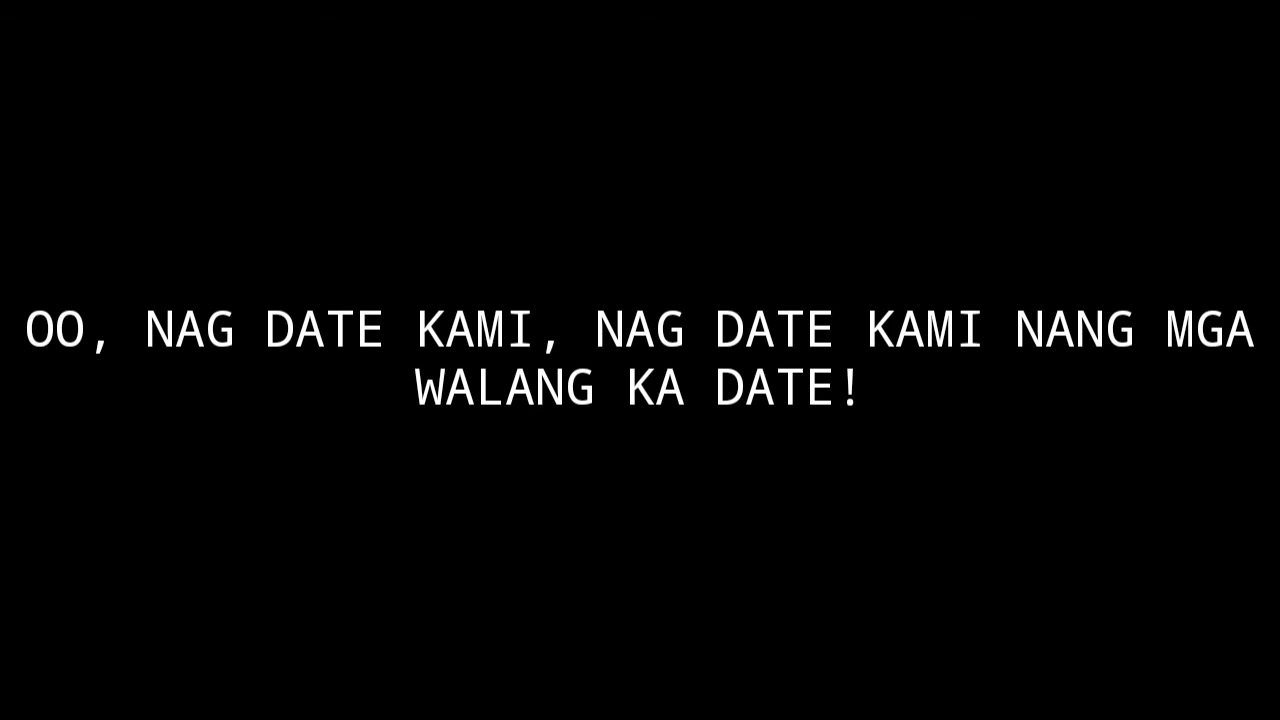 OO, NAG DATE KAMI, NAG DATE KAMI NANG MGA
WALANG KA DATE!